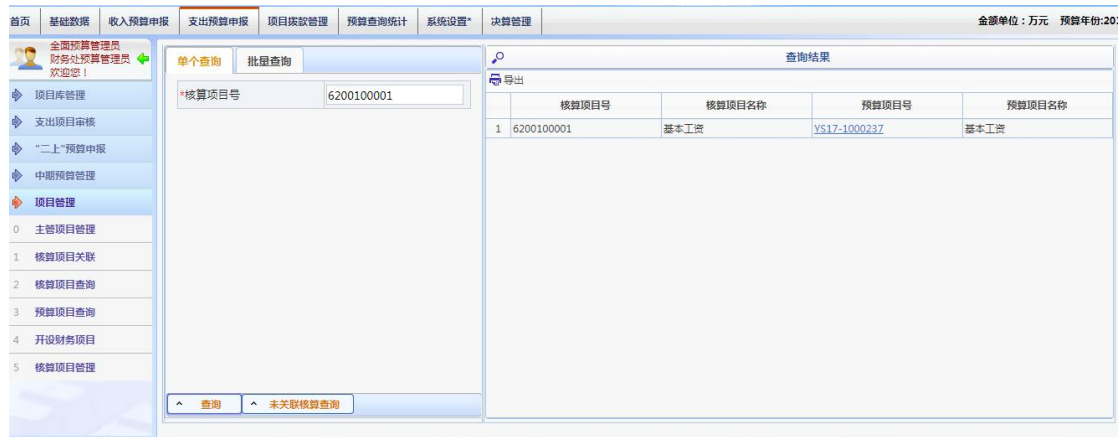 首页 基础数据 收入预算申报 支出预算申报 项目拨款管理 预算查询统计 系统设置* 决算管理 金额单位：万元 预算年份:201
全面预算管理员
财务处预算管理员
欢迎您！
项目库管理
支出项目审核
"二上"预算申报
中期预算管理
项目管理
0 主管项目管理
1 核算项目关联
2 核算项目查询
3 预算项目查询
4 开设财务项目
5 核算项目管理
单个查询 批量查询
*核算项目号 6200100001
^ 查询 ^ 未关联核算查询
查询结果
导出
核算项目号 核算项目名称 预算项目号 预算项目名称
1 6200100001 基本工资 YS17-1000237 基本工资